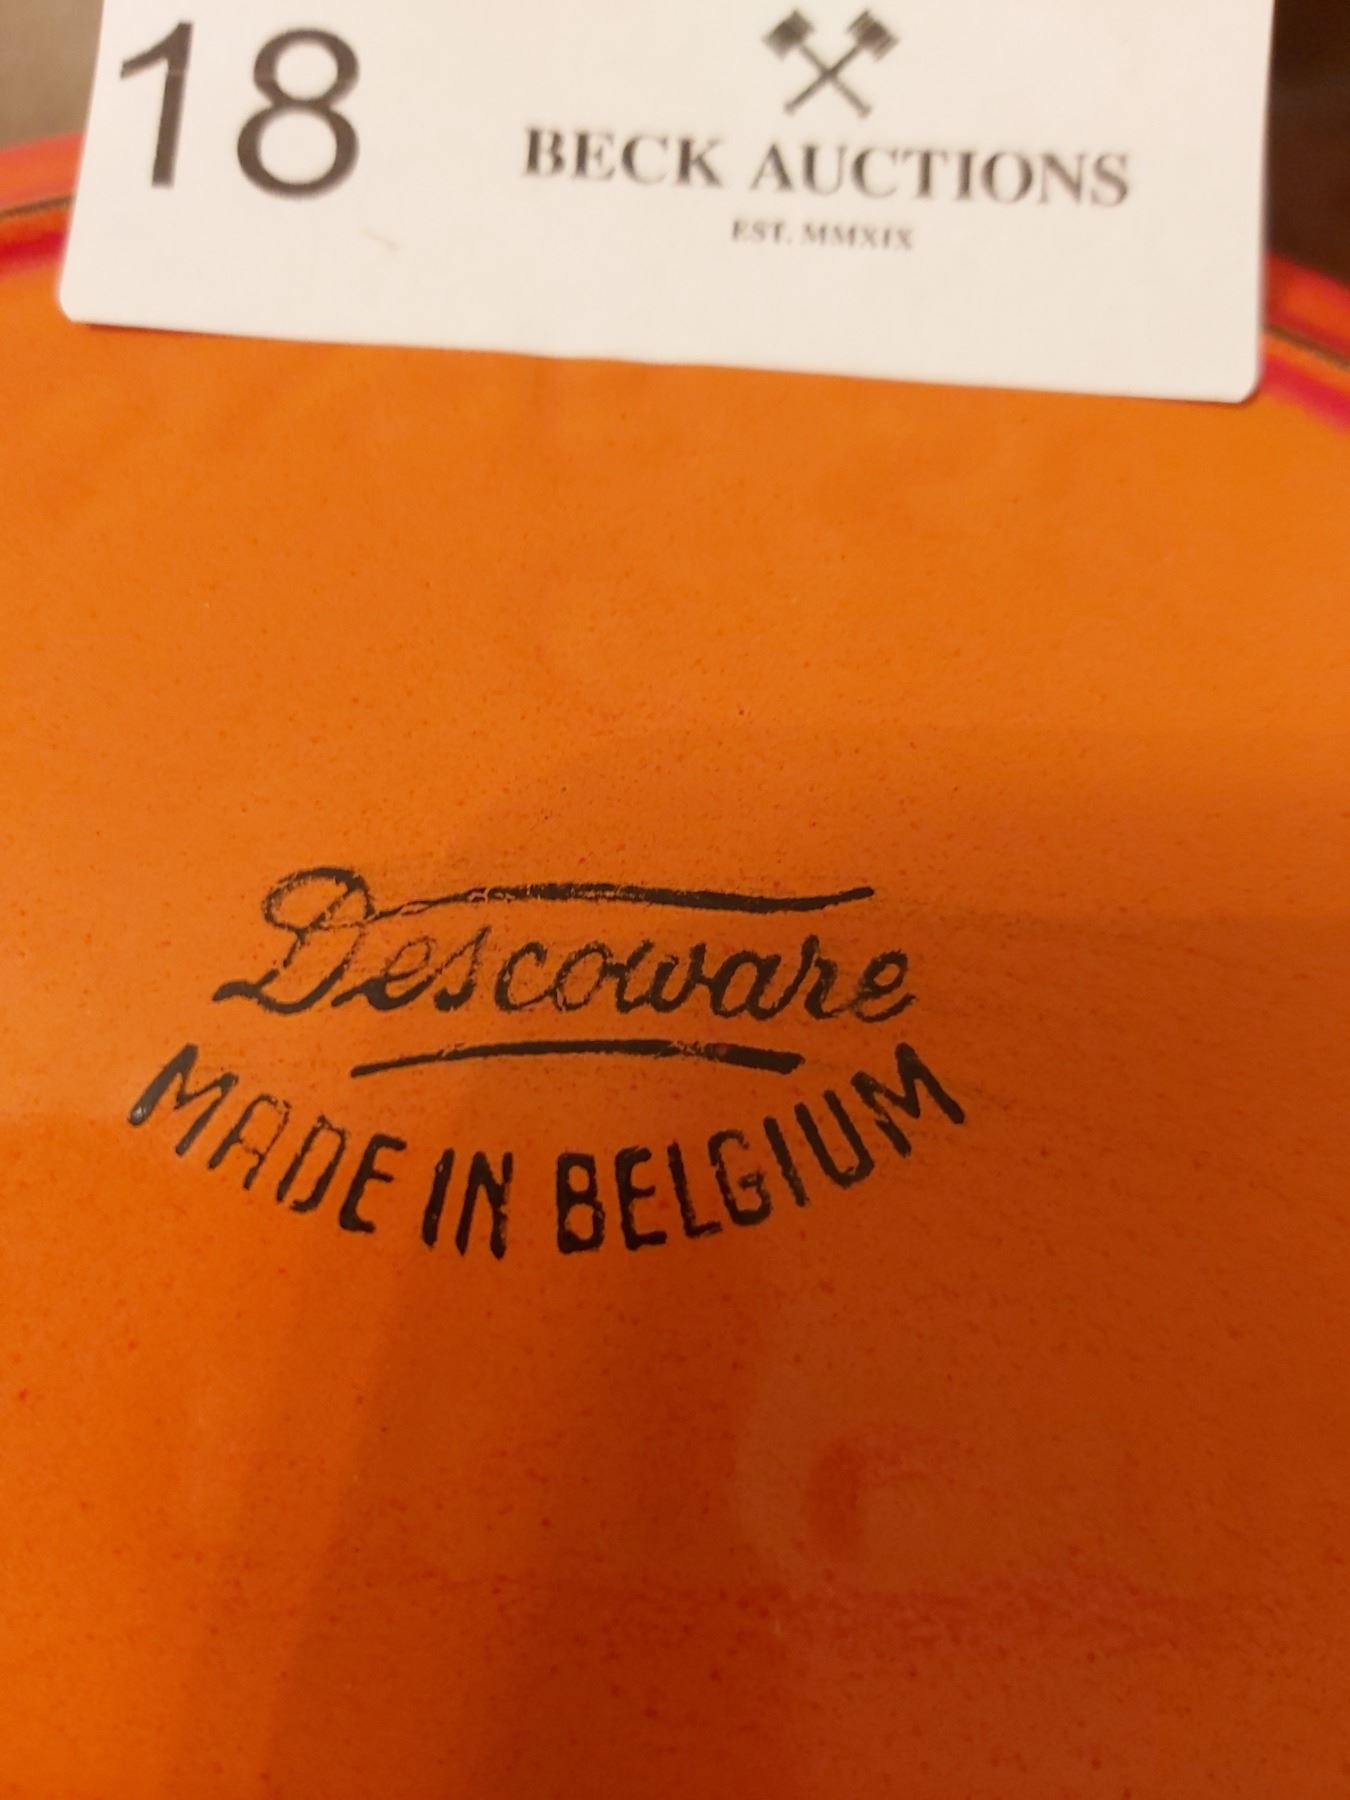 18
BECK AUCTIONS
EST. MMXIX
Descoware
MADE IN BELGIUM